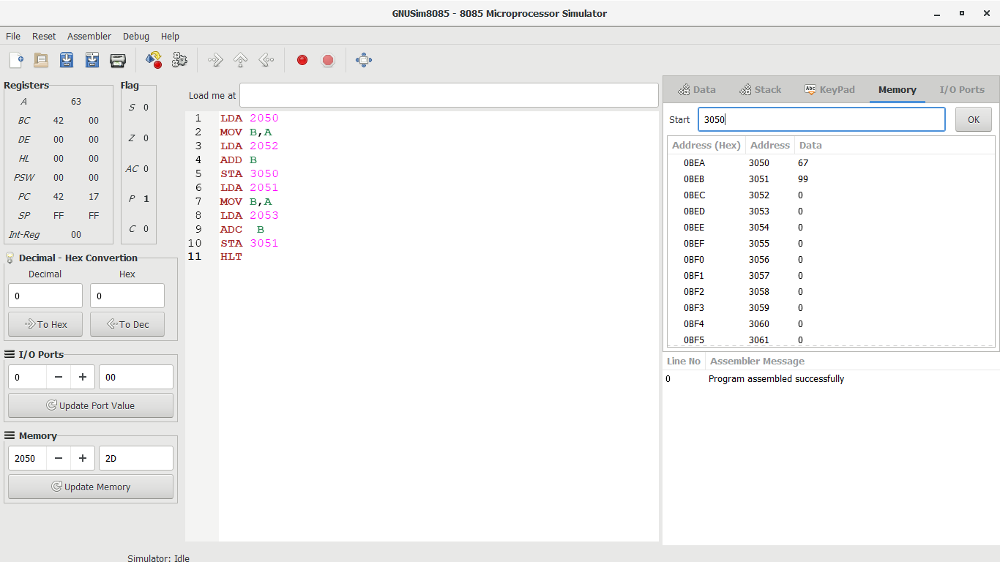 GNUSim8085 - 8085 Microprocessor Simulator
File Reset Assembler Debug Help
Registers
A 63
BC 42 00
DE 00 00
HL 00 00
PSW 00 00
PC 42 17
SP FF FF
Int-Reg 00
Flag
S 0
Z 0
AC 0
P 1
C 0
Decimal - Hex Convertion
Decimal Hex
0 0
To Hex To Dec
I/O Ports
0 − + 00
Update Port Value
Memory
2050 − + 2D
Update Memory
Load me at
1 LDA 2050
2 MOV B,A
3 LDA 2052
4 ADD B
5 STA 3050
6 LDA 2051
7 MOV B,A
8 LDA 2053
9 ADC B
10 STA 3051
11 HLT
Data Stack Abc KeyPad Memory I/O Ports
Start 3050 OK
Address (Hex) Address Data
0BEA 3050 67
0BEB 3051 99
0BEC 3052 0
0BED 3053 0
0BEE 3054 0
0BEF 3055 0
0BF0 3056 0
0BF1 3057 0
0BF2 3058 0
0BF3 3059 0
0BF4 3060 0
0BF5 3061 0
Line No Assembler Message
0 Program assembled successfully
Simulator: Idle